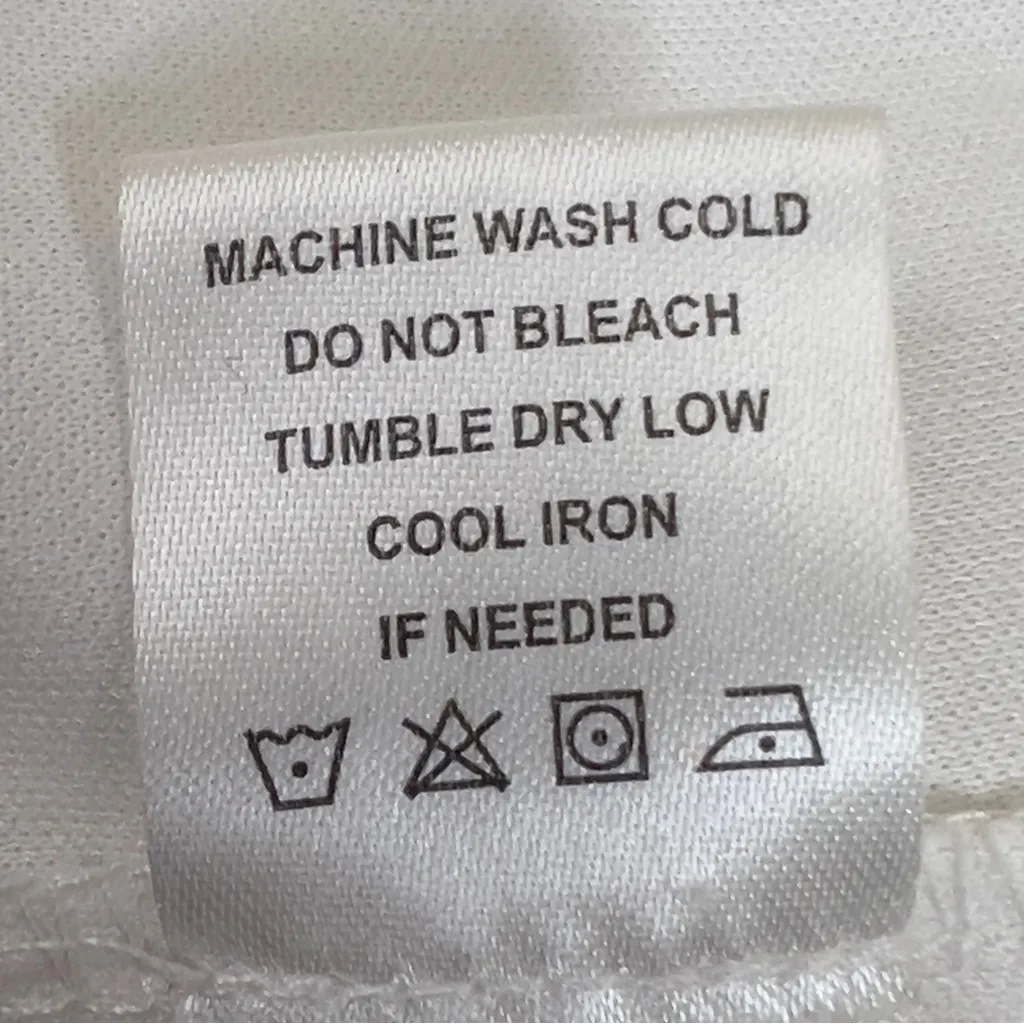 MACHINE WASH COLD
DO NOT BLEACH
TUMBLE DRY LOW
COOL IRON
IF NEEDED